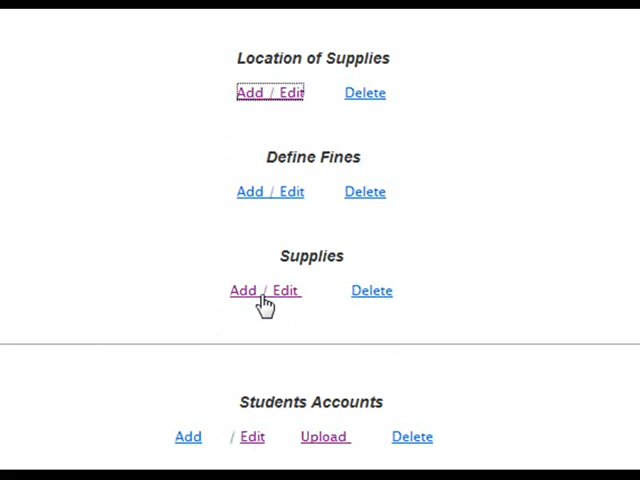 Location of Supplies
Add / Edit Delete
Define Fines
Add / Edit Delete
Supplies
Add / Edit Delete
Students Accounts
Add / Edit Upload Delete